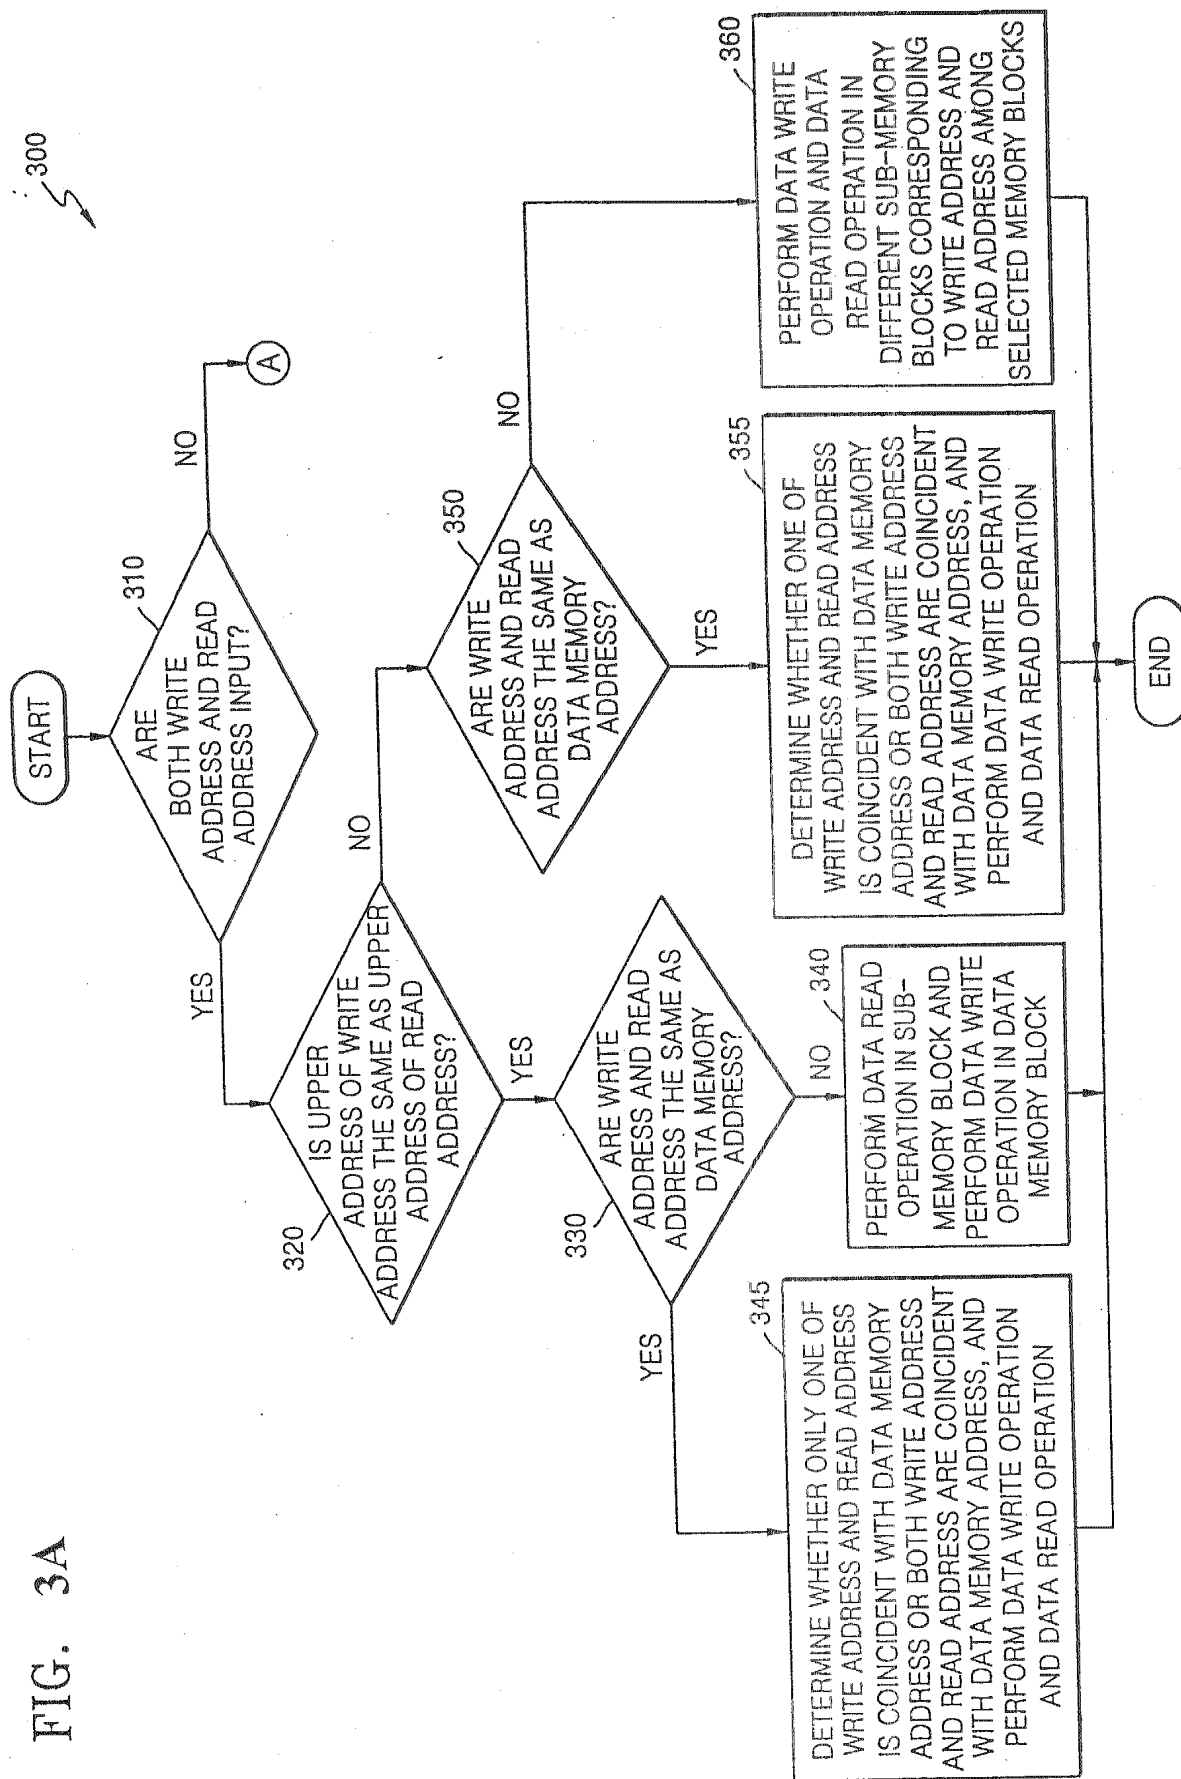 FIG. 3A
300
START
310
ARE
BOTH WRITE
ADDRESS AND READ
ADDRESS INPUT?
YES
NO
A
320
IS UPPER
ADDRESS OF WRITE
ADDRESS THE SAME AS UPPER
ADDRESS OF READ
ADDRESS?
NO
YES
330
ARE WRITE
ADDRESS AND READ
ADDRESS THE SAME AS
DATA MEMORY
ADDRESS?
YES
NO
350
ARE WRITE
ADDRESS AND READ
ADDRESS THE SAME AS
DATA MEMORY
ADDRESS?
NO
YES
345
DETERMINE WHETHER ONLY ONE OF
WRITE ADDRESS AND READ ADDRESS
IS COINCIDENT WITH DATA MEMORY
ADDRESS OR BOTH WRITE ADDRESS
AND READ ADDRESS ARE COINCIDENT
WITH DATA MEMORY ADDRESS, AND
PERFORM DATA WRITE OPERATION
AND DATA READ OPERATION
340
PERFORM DATA READ
OPERATION IN SUB-
MEMORY BLOCK AND
PERFORM DATA WRITE
OPERATION IN DATA
MEMORY BLOCK
355
DETERMINE WHETHER ONE OF
WRITE ADDRESS AND READ ADDRESS
IS COINCIDENT WITH DATA MEMORY
ADDRESS OR BOTH WRITE ADDRESS
AND READ ADDRESS ARE COINCIDENT
WITH DATA MEMORY ADDRESS, AND
PERFORM DATA WRITE OPERATION
AND DATA READ OPERATION
360
PERFORM DATA WRITE
OPERATION AND DATA
READ OPERATION IN
DIFFERENT SUB-MEMORY
BLOCKS CORRESPONDING
TO WRITE ADDRESS AND
READ ADDRESS AMONG
SELECTED MEMORY BLOCKS
END